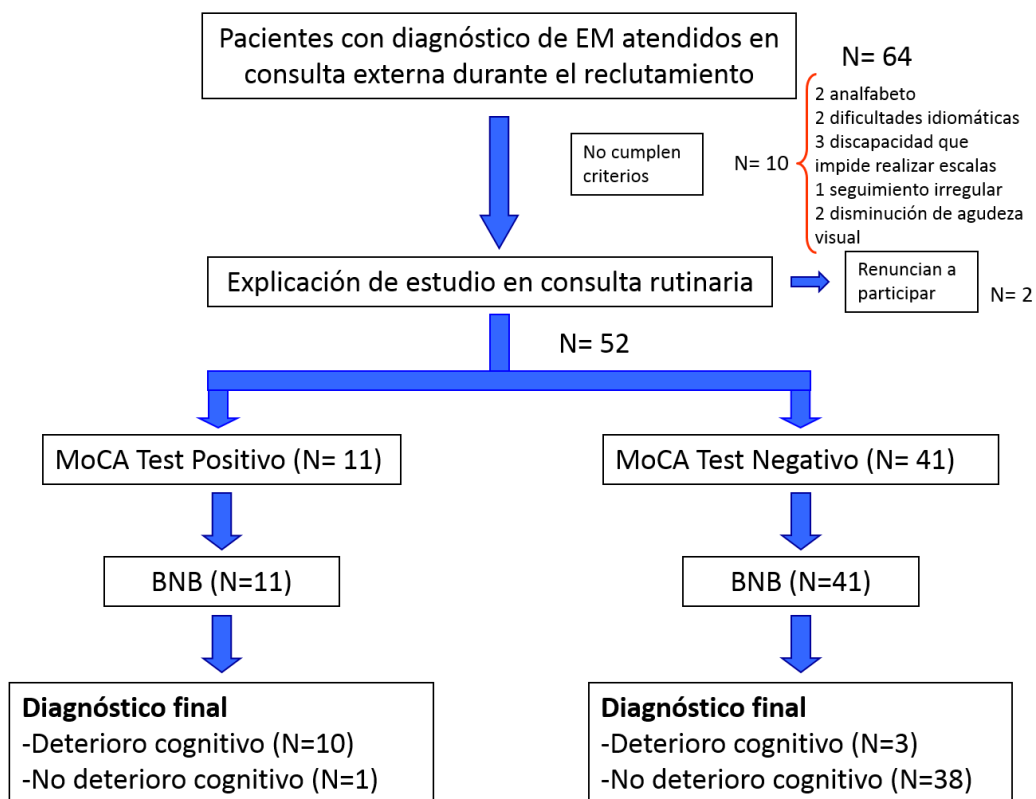 Pacientes con diagnóstico de EM atendidos en
consulta externa durante el reclutamiento
N= 64
No cumplen
criterios
N= 10
2 analfabeto
2 dificultades idiomáticas
3 discapacidad que
impide realizar escalas
1 seguimiento irregular
2 disminución de agudeza
visual
Explicación de estudio en consulta rutinaria
Renuncian a
participar
N= 2
N= 52
MoCA Test Positivo (N= 11)
MoCA Test Negativo (N= 41)
BNB (N=11)
BNB (N=41)
Diagnóstico final
-Deterioro cognitivo (N=10)
-No deterioro cognitivo (N=1)
Diagnóstico final
-Deterioro cognitivo (N=3)
-No deterioro cognitivo (N=38)